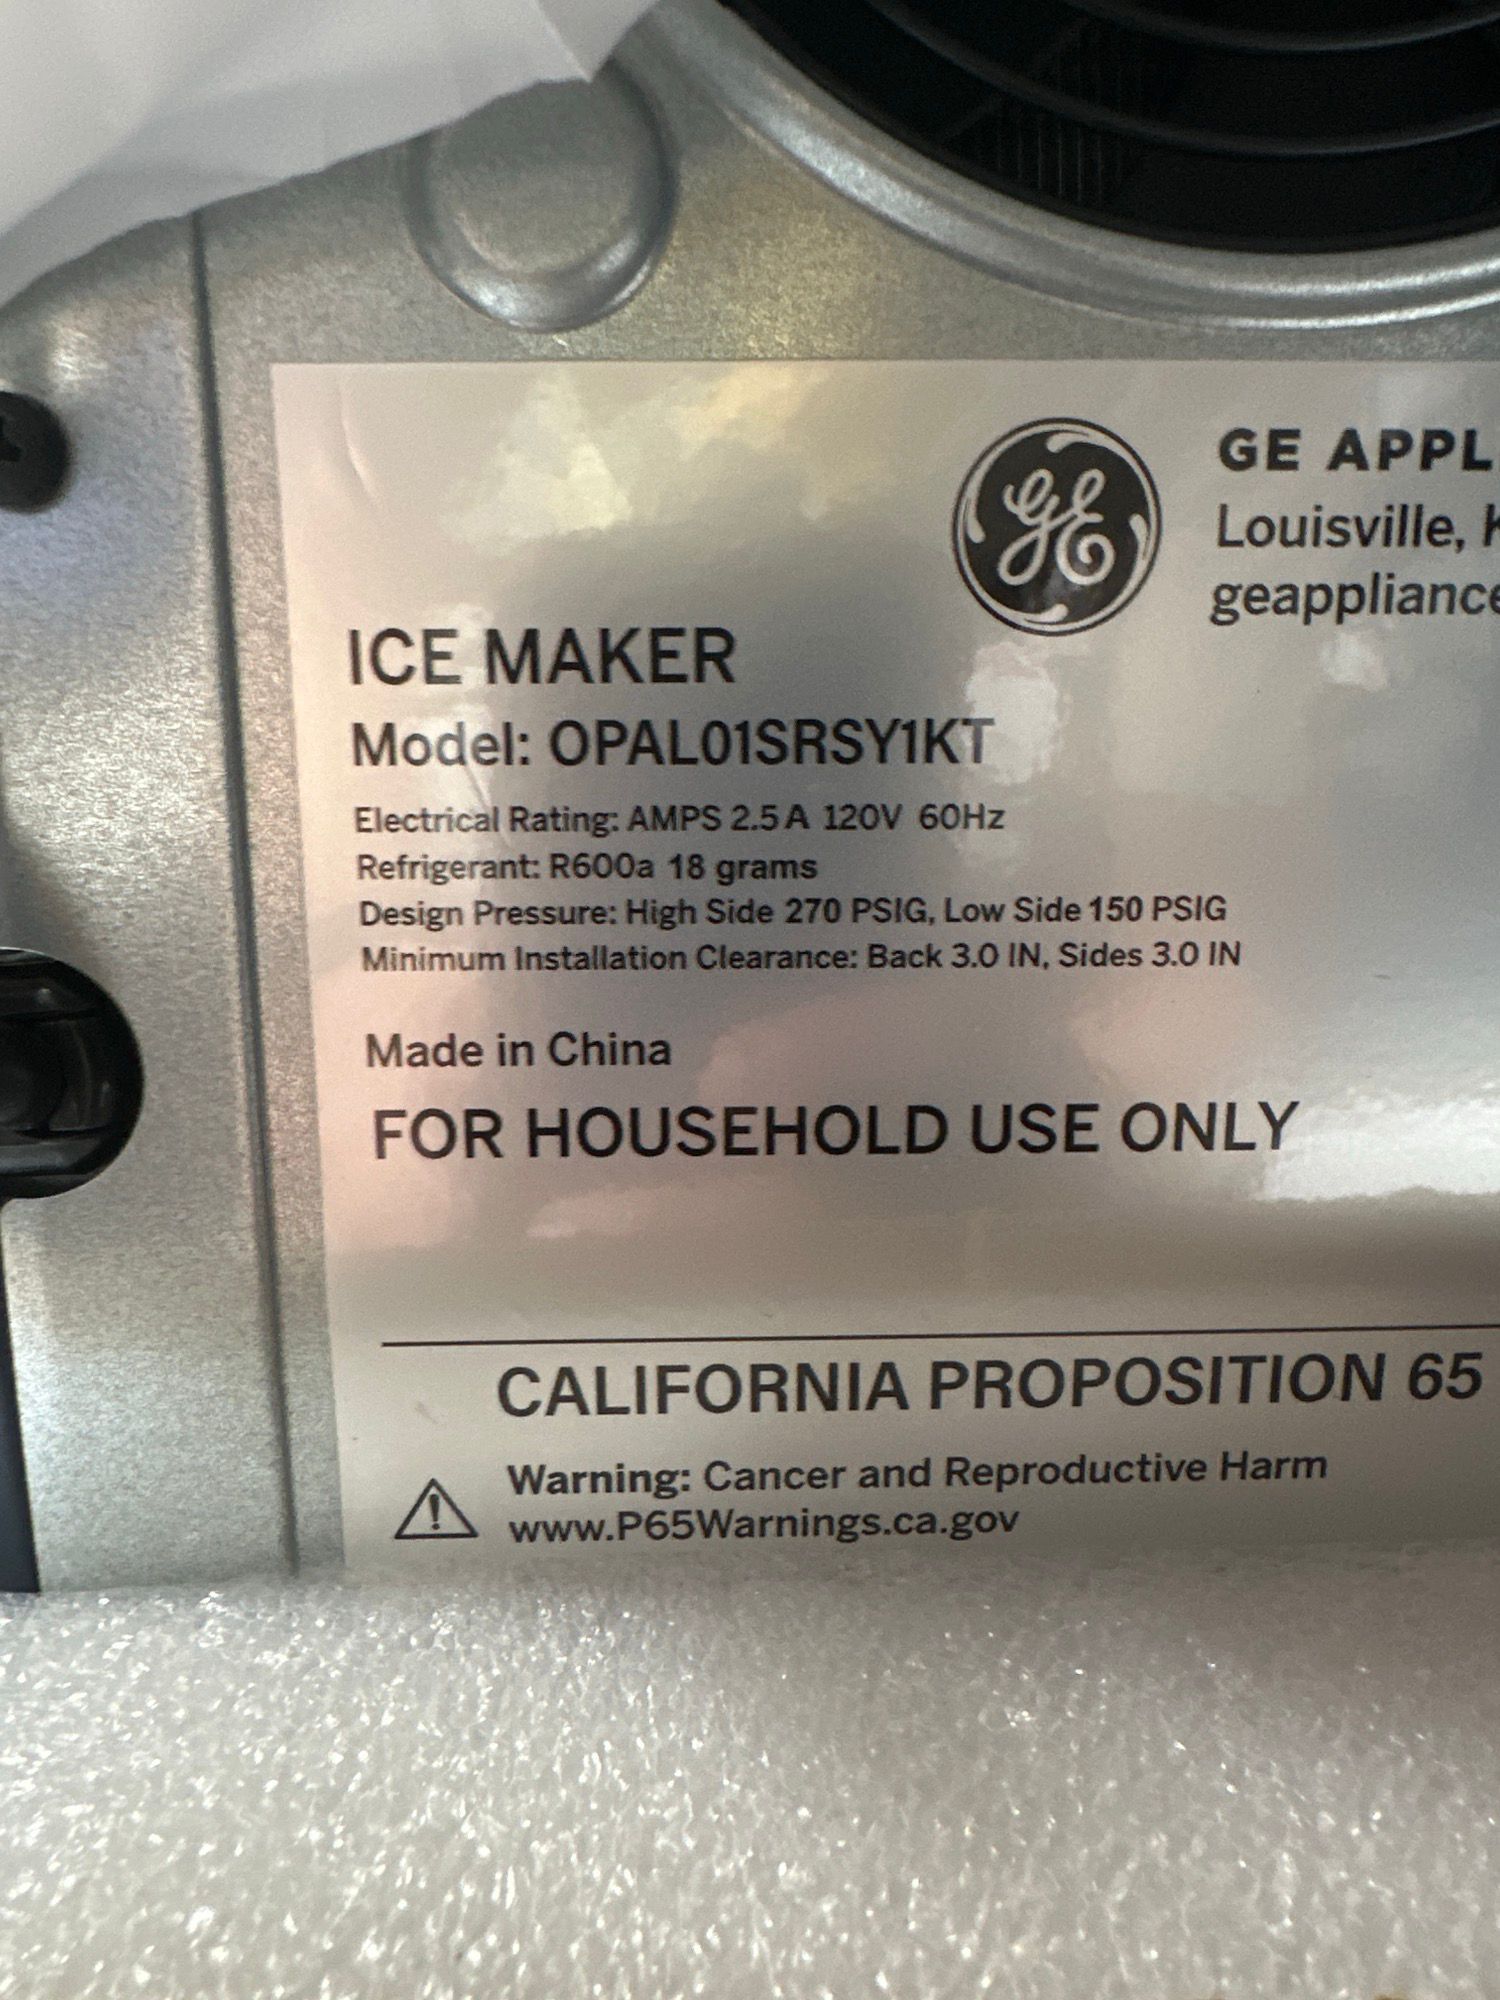 GE
GE APPL
Louisville, K
geappliance
ICE MAKER
Model: OPAL01SRSY1KT
Electrical Rating: AMPS 2.5 A 120V 60Hz
Refrigerant: R600a 18 grams
Design Pressure: High Side 270 PSIG, Low Side 150 PSIG
Minimum Installation Clearance: Back 3.0 IN, Sides 3.0 IN
Made in China
FOR HOUSEHOLD USE ONLY
CALIFORNIA PROPOSITION 65
Warning: Cancer and Reproductive Harm
www.P65Warnings.ca.gov